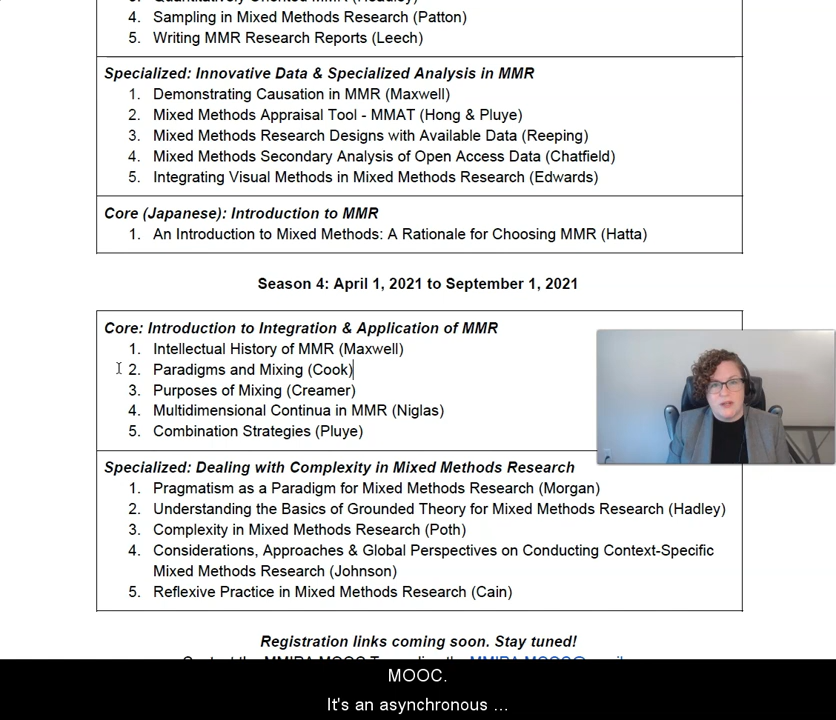 4. Sampling in Mixed Methods Research (Patton)
5. Writing MMR Research Reports (Leech)
Specialized: Innovative Data & Specialized Analysis in MMR
1. Demonstrating Causation in MMR (Maxwell)
2. Mixed Methods Appraisal Tool - MMAT (Hong & Pluye)
3. Mixed Methods Research Designs with Available Data (Reeping)
4. Mixed Methods Secondary Analysis of Open Access Data (Chatfield)
5. Integrating Visual Methods in Mixed Methods Research (Edwards)
Core (Japanese): Introduction to MMR
1. An Introduction to Mixed Methods: A Rationale for Choosing MMR (Hatta)
Season 4: April 1, 2021 to September 1, 2021
Core: Introduction to Integration & Application of MMR
1. Intellectual History of MMR (Maxwell)
2. Paradigms and Mixing (Cook)
3. Purposes of Mixing (Creamer)
4. Multidimensional Continua in MMR (Niglas)
5. Combination Strategies (Pluye)
Specialized: Dealing with Complexity in Mixed Methods Research
1. Pragmatism as a Paradigm for Mixed Methods Research (Morgan)
2. Understanding the Basics of Grounded Theory for Mixed Methods Research (Hadley)
3. Complexity in Mixed Methods Research (Poth)
4. Considerations, Approaches & Global Perspectives on Conducting Context-Specific
Mixed Methods Research (Johnson)
5. Reflexive Practice in Mixed Methods Research (Cain)
Registration links coming soon. Stay tuned!
MOOC.
It's an asynchronous ...